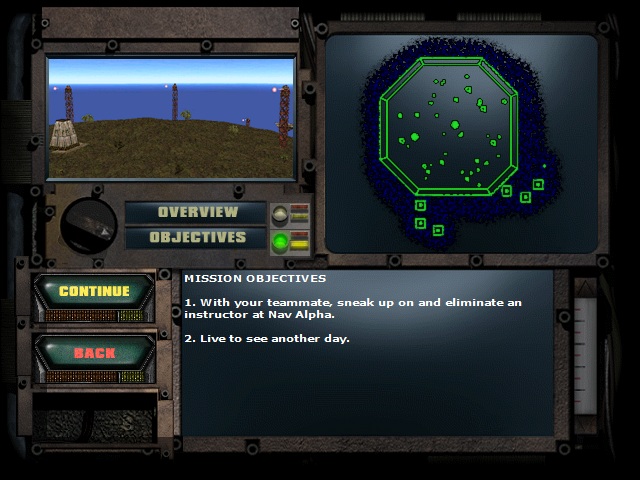 OVERVIEW
OBJECTIVES
CONTINUE
BACK
MISSION OBJECTIVES
1. With your teammate, sneak up on and eliminate an
instructor at Nav Alpha.
2. Live to see another day.